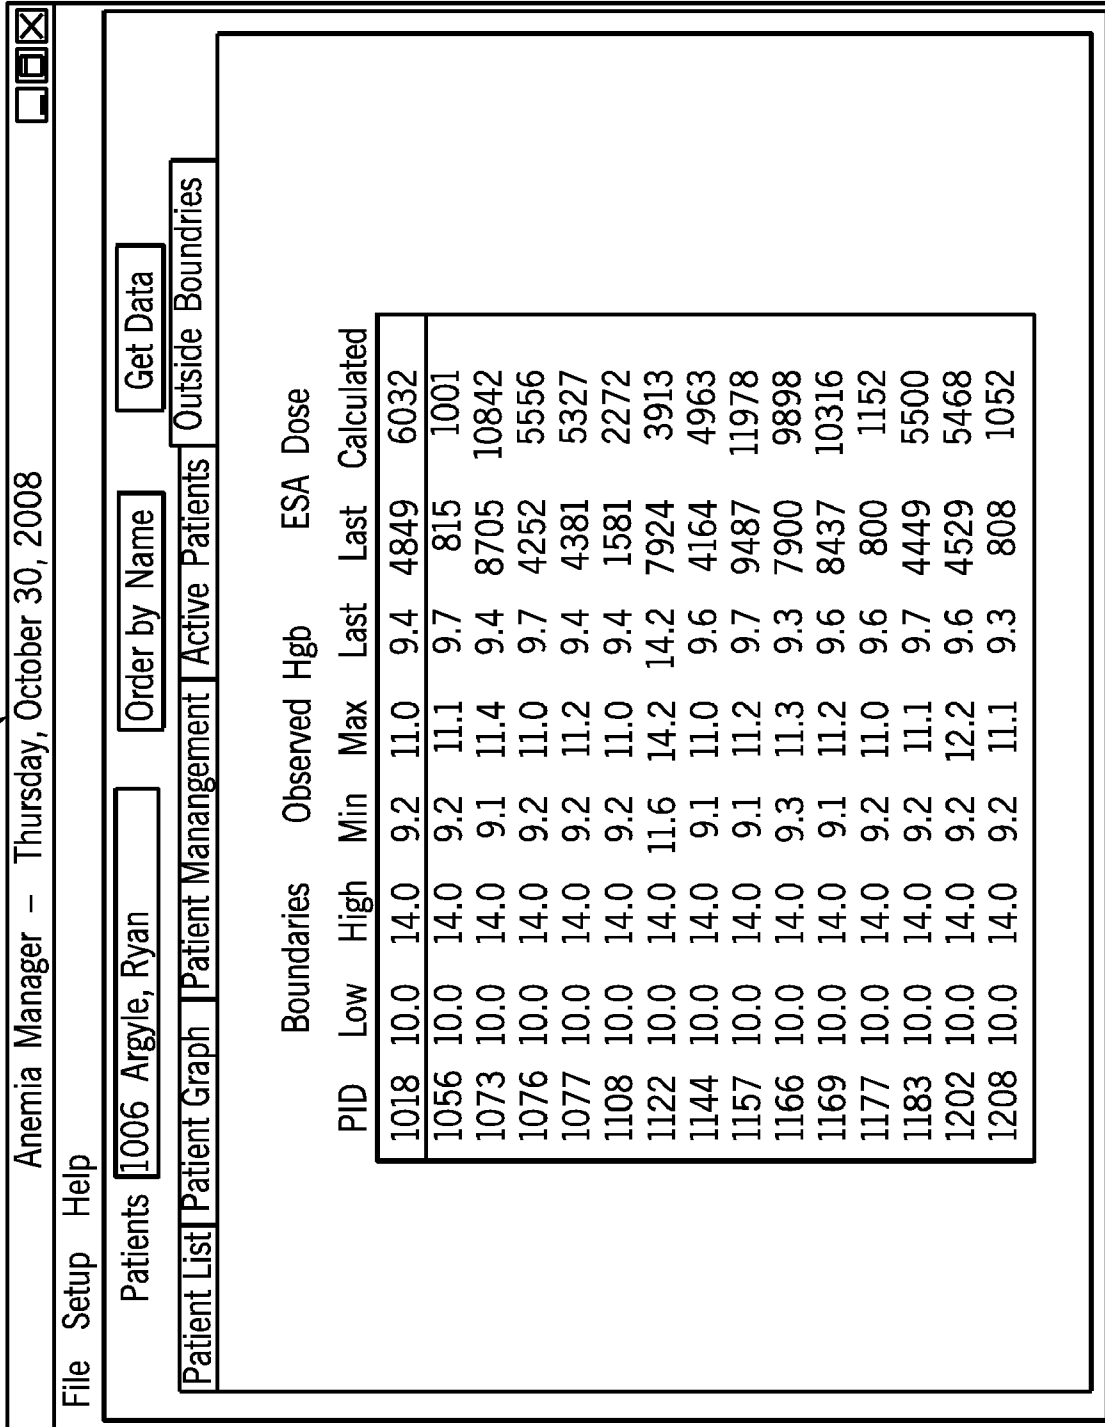 Anemia Manager – Thursday, October 30, 2008
File Setup Help
Patients 1006 Argyle, Ryan Order by Name Get Data
Patient List Patient Graph Patient Manangement Active Patients Outside Boundries
Boundaries Observed Hgb ESA Dose
PID Low High Min Max Last Last Calculated
1018 10.0 14.0 9.2 11.0 9.4 4849 6032
1056 10.0 14.0 9.2 11.1 9.7 815 1001
1073 10.0 14.0 9.1 11.4 9.4 8705 10842
1076 10.0 14.0 9.2 11.0 9.7 4252 5556
1077 10.0 14.0 9.2 11.2 9.4 4381 5327
1108 10.0 14.0 9.2 11.0 9.4 1581 2272
1122 10.0 14.0 11.6 14.2 14.2 7924 3913
1144 10.0 14.0 9.1 11.0 9.6 4164 4963
1157 10.0 14.0 9.1 11.2 9.7 9487 11978
1166 10.0 14.0 9.3 11.3 9.3 7900 9898
1169 10.0 14.0 9.1 11.2 9.6 8437 10316
1177 10.0 14.0 9.2 11.0 9.6 800 1152
1183 10.0 14.0 9.2 11.1 9.7 4449 5500
1202 10.0 14.0 9.2 12.2 9.6 4529 5468
1208 10.0 14.0 9.2 11.1 9.3 808 1052